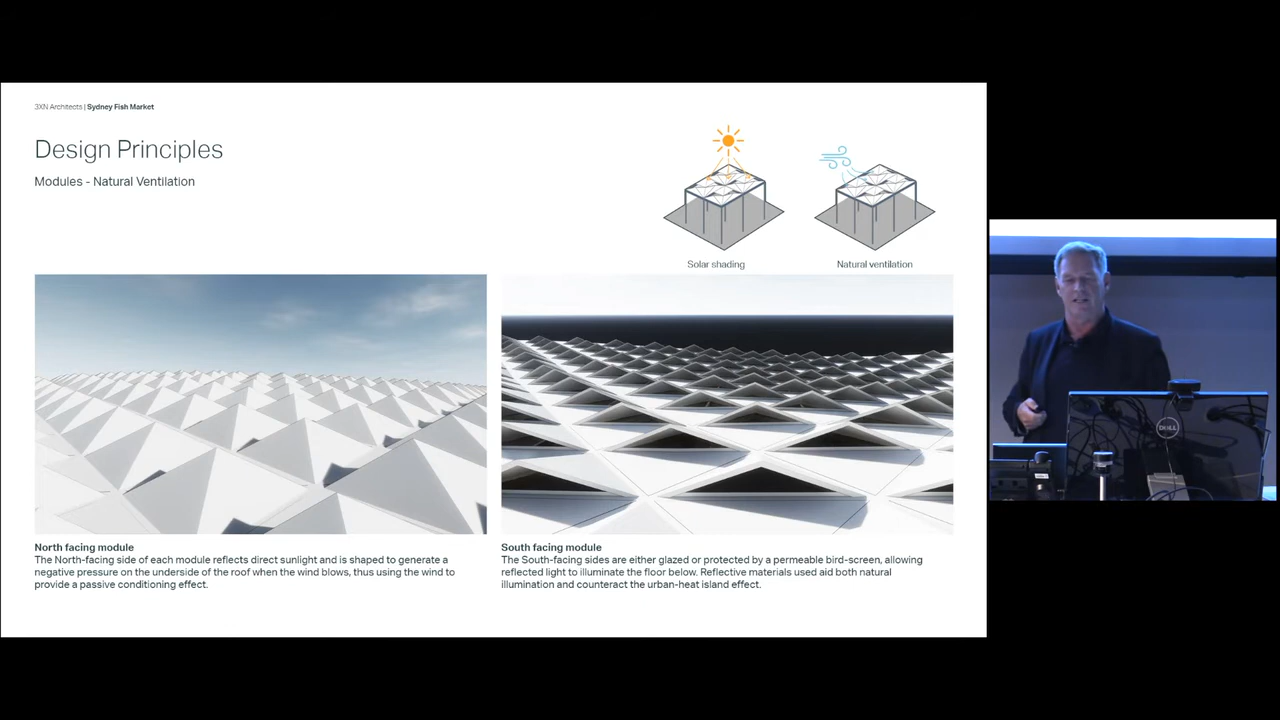 3XN Architects | Sydney Fish Market
Design Principles
Modules - Natural Ventilation
Solar shading
Natural ventilation
North facing module
The North-facing side of each module reflects direct sunlight and is shaped to generate a
negative pressure on the underside of the roof when the wind blows, thus using the wind to
provide a passive conditioning effect.
South facing module
The South-facing sides are either glazed or protected by a permeable bird-screen, allowing
reflected light to illuminate the floor below. Reflective materials used aid both natural
illumination and counteract the urban-heat island effect.
DELL